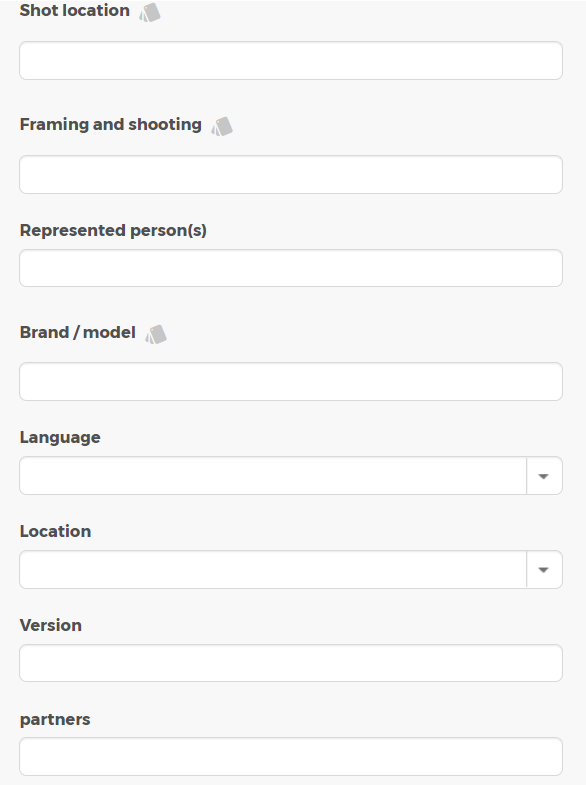 Shot location
Framing and shooting
Represented person(s)
Brand / model
Language
Location
Version
partners